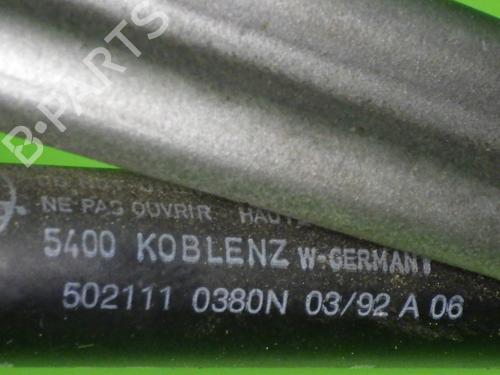 B-PARTS
NE PAS OUVRIR
5400 KOBLENZ W-GERMANY
502111 0380N 03/92 A 06